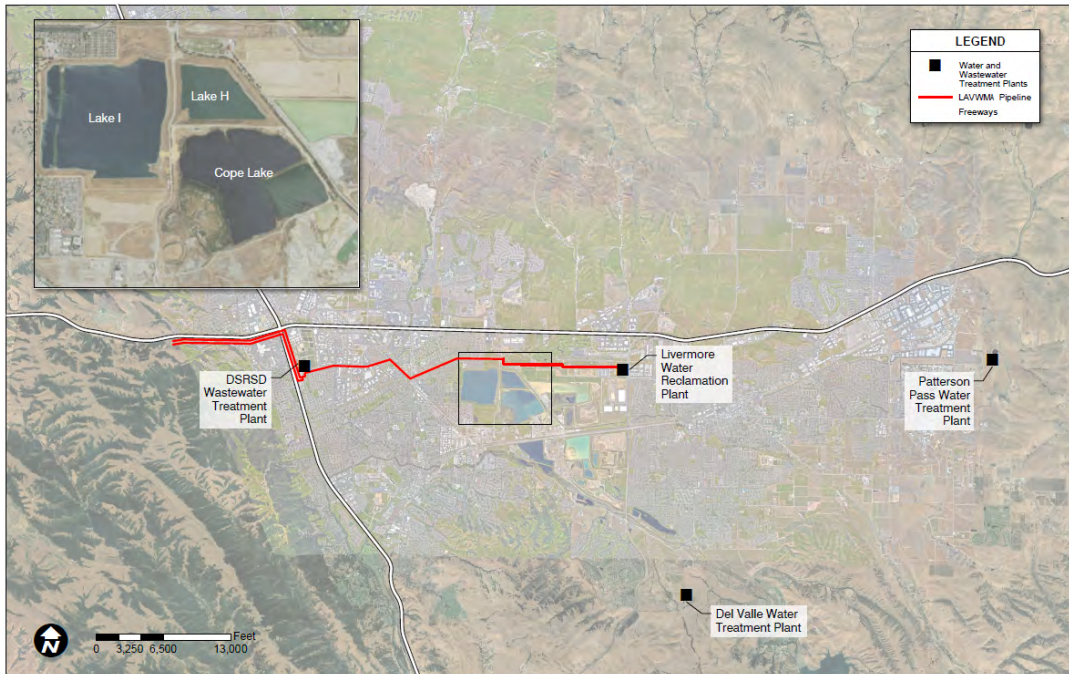 Lake I
Lake H
Cope Lake
LEGEND
Water and
Wastewater
Treatment Plants
LAVWMA Pipeline
Freeways
DSRSD
Wastewater
Treatment
Plant
Livermore
Water
Reclamation
Plant
Patterson
Pass Water
Treatment
Plant
Del Valle Water
Treatment Plant
N
Feet
0 3,250 6,500 13,000